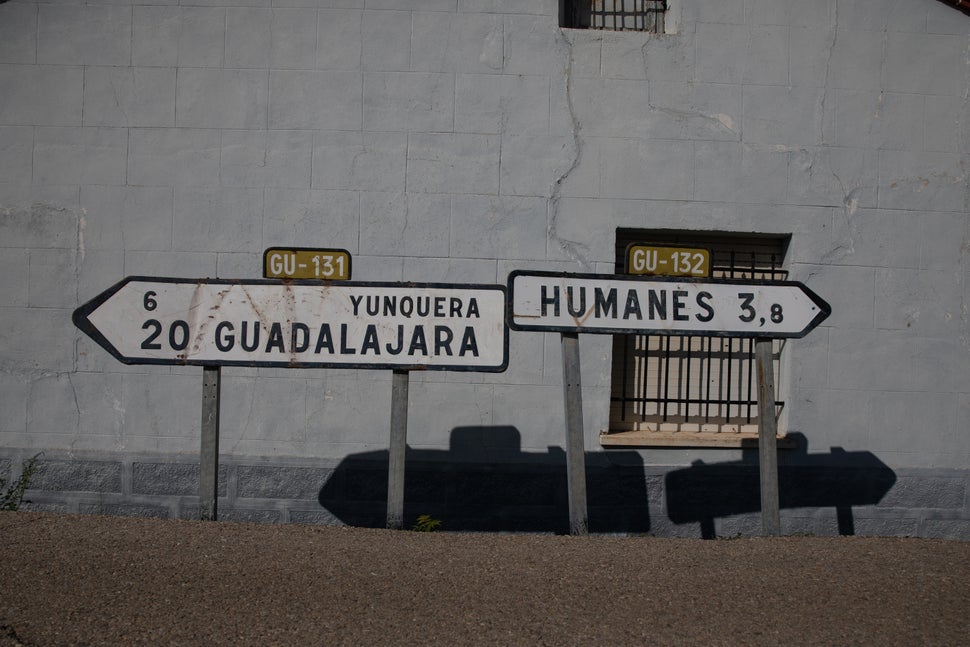 GU-131
6 YUNQUERA
20 GUADALAJARA
GU-132
HUMANES 3,8